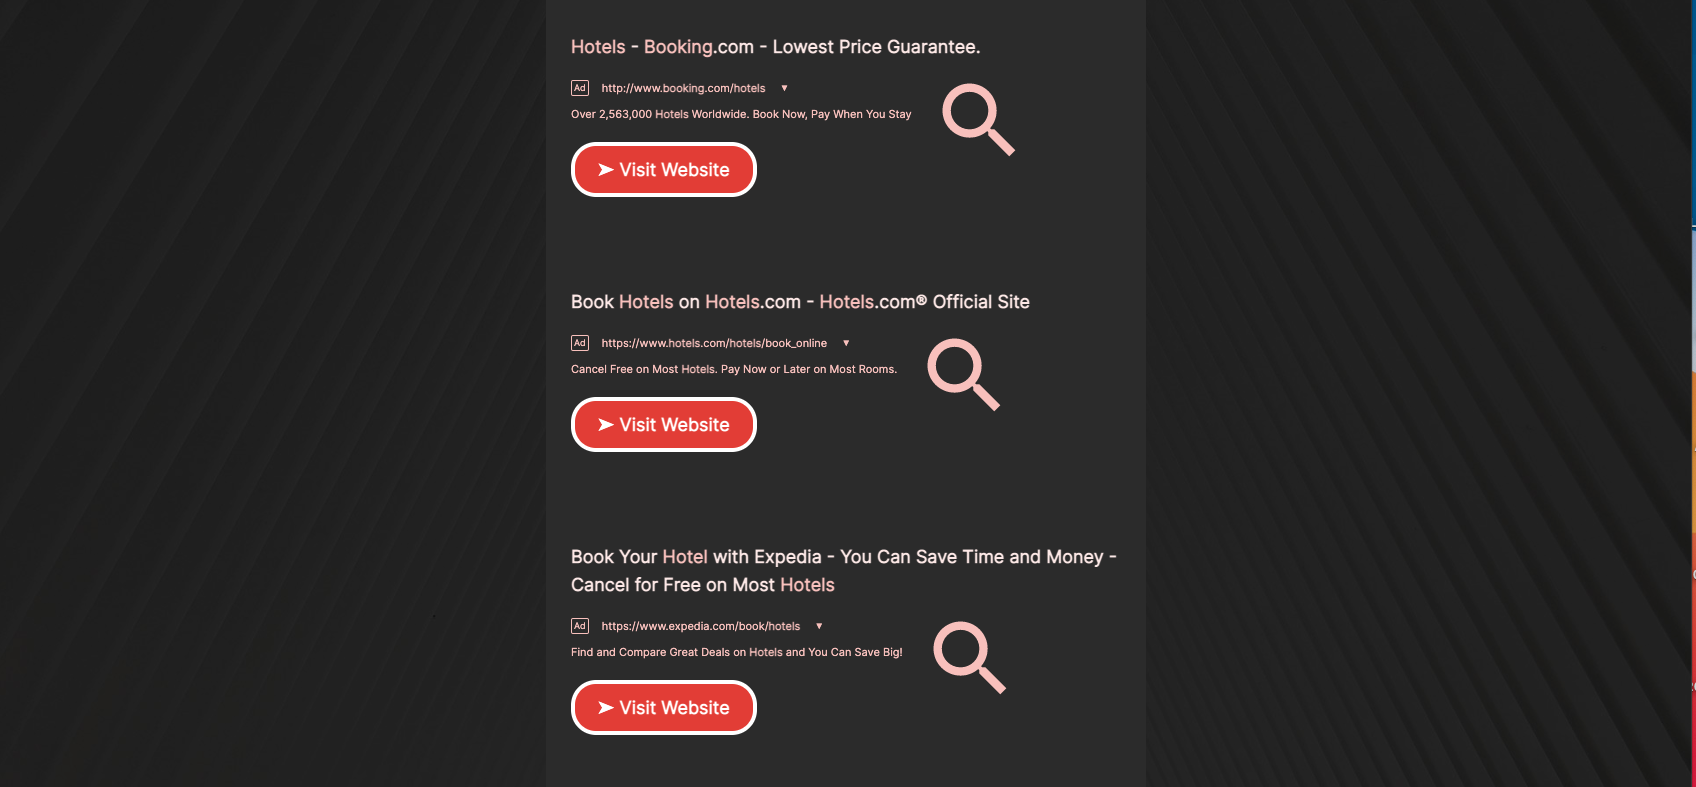 Hotels - Booking.com - Lowest Price Guarantee.
Ad http://www.booking.com/hotels ▼
Over 2,563,000 Hotels Worldwide. Book Now, Pay When You Stay
➤ Visit Website
Book Hotels on Hotels.com - Hotels.com® Official Site
Ad https://www.hotels.com/hotels/book_online ▼
Cancel Free on Most Hotels. Pay Now or Later on Most Rooms.
➤ Visit Website
Book Your Hotel with Expedia - You Can Save Time and Money -
Cancel for Free on Most Hotels
Ad https://www.expedia.com/book/hotels ▼
Find and Compare Great Deals on Hotels and You Can Save Big!
➤ Visit Website